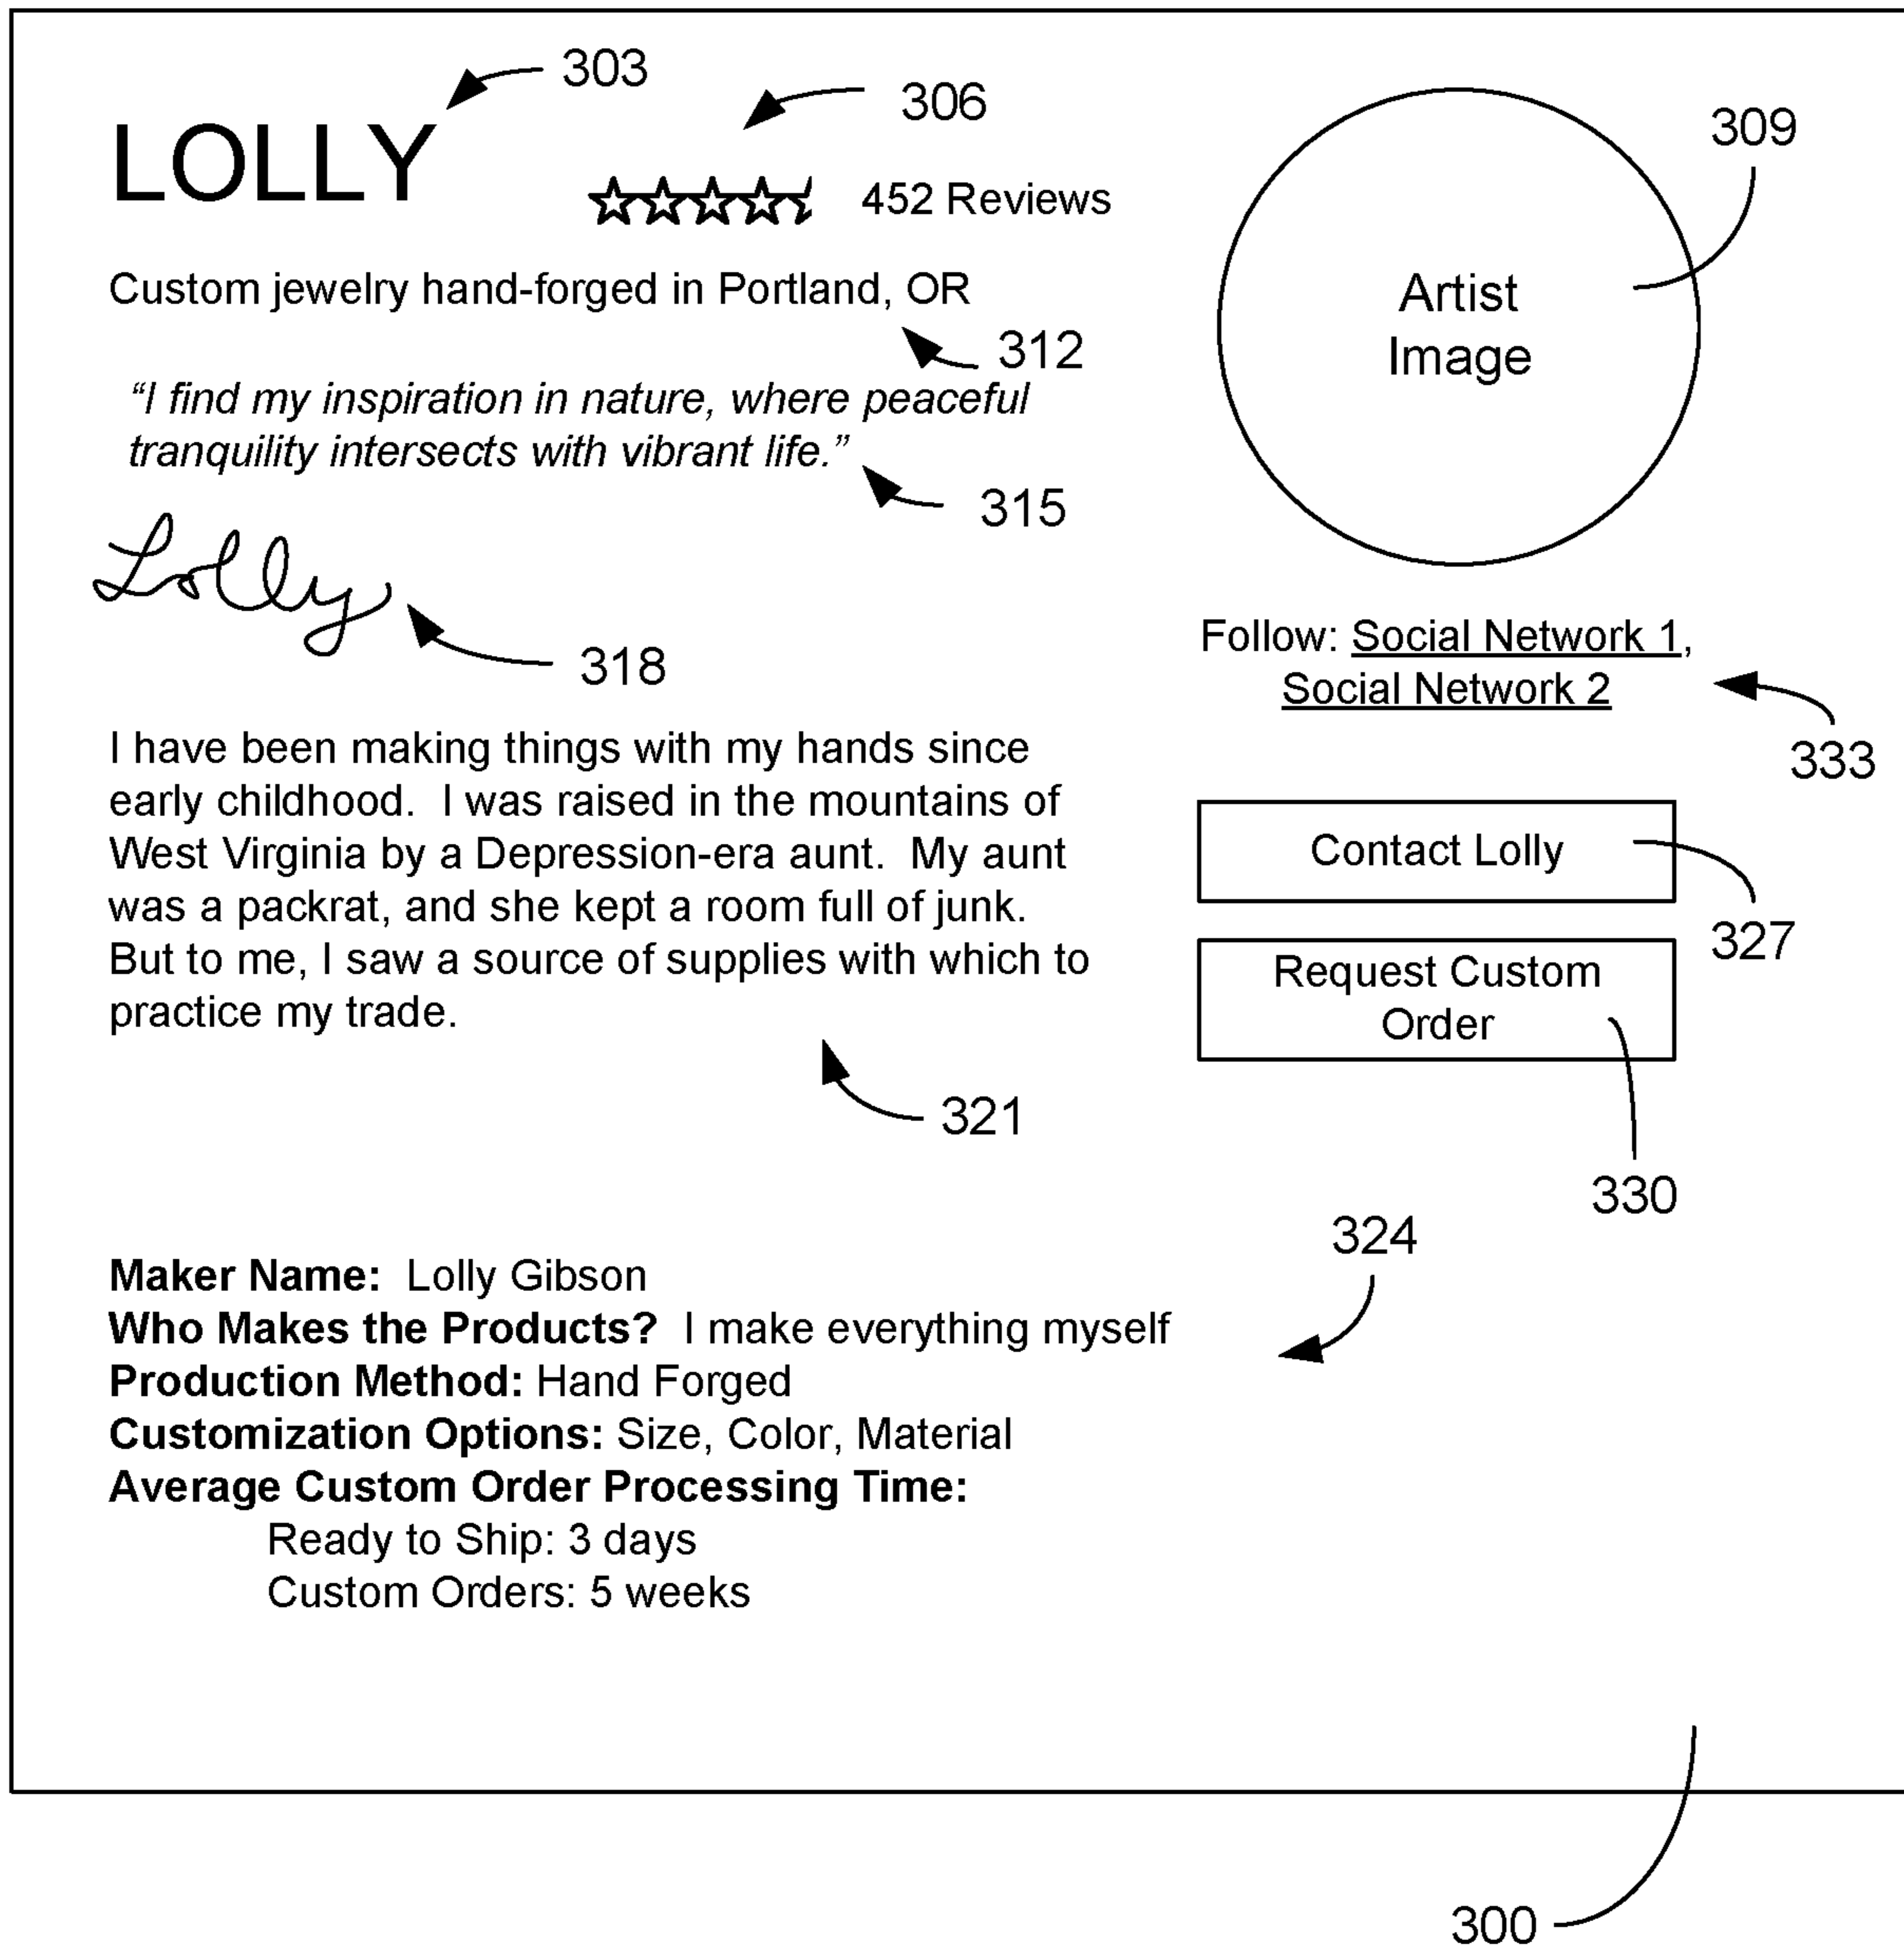 303
306
LOLLY
452 Reviews
309
Custom jewelry hand-forged in Portland, OR
312
Artist
Image
“I find my inspiration in nature, where peaceful
tranquility intersects with vibrant life.”
315
Lolly
318
Follow: Social Network 1,
Social Network 2
333
I have been making things with my hands since
early childhood.  I was raised in the mountains of
West Virginia by a Depression-era aunt.  My aunt
was a packrat, and she kept a room full of junk.
But to me, I saw a source of supplies with which to
practice my trade.
321
Contact Lolly
327
Request Custom
Order
330
324
Maker Name:  Lolly Gibson
Who Makes the Products?  I make everything myself
Production Method: Hand Forged
Customization Options: Size, Color, Material
Average Custom Order Processing Time:
Ready to Ship: 3 days
Custom Orders: 5 weeks
300